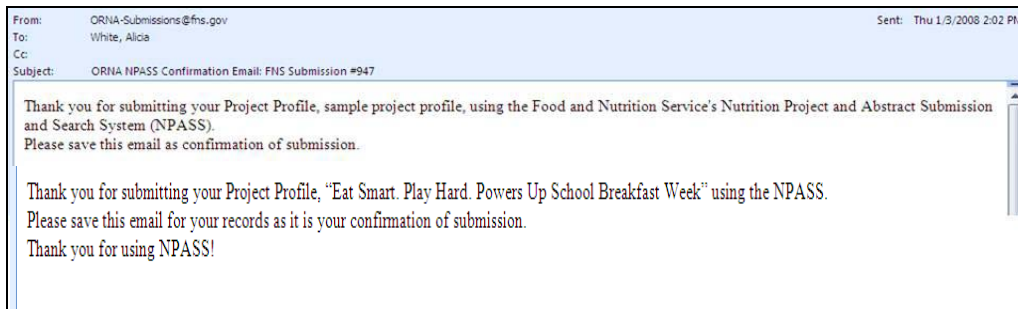 From: ORNA-Submissions@fns.gov Sent: Thu 1/3/2008 2:02 PM
To: White, Alicia
Cc:
Subject: ORNA NPASS Confirmation Email: FNS Submission #947
Thank you for submitting your Project Profile, sample project profile, using the Food and Nutrition Service's Nutrition Project and Abstract Submission
and Search System (NPASS).
Please save this email as confirmation of submission.
Thank you for submitting your Project Profile, “Eat Smart. Play Hard. Powers Up School Breakfast Week” using the NPASS.
Please save this email for your records as it is your confirmation of submission.
Thank you for using NPASS!